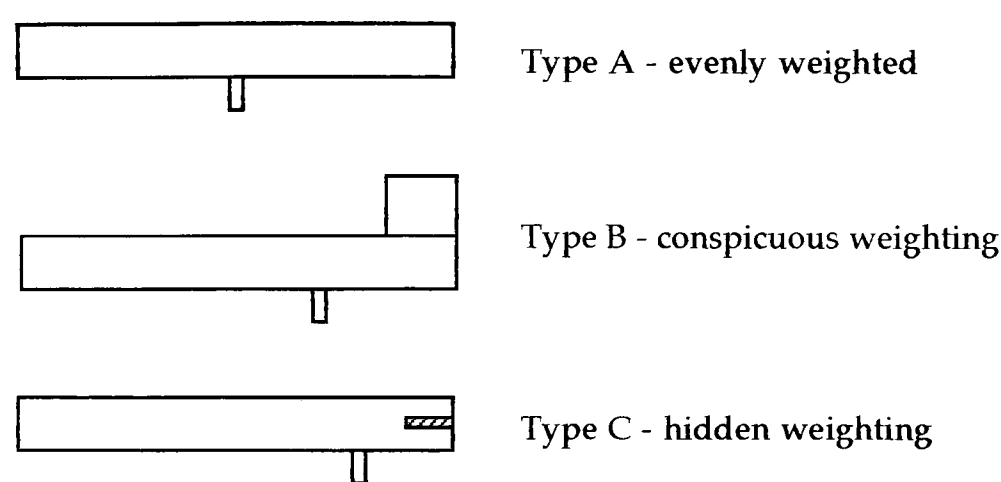 Type A - evenly weighted
Type B - conspicuous weighting
Type C - hidden weighting